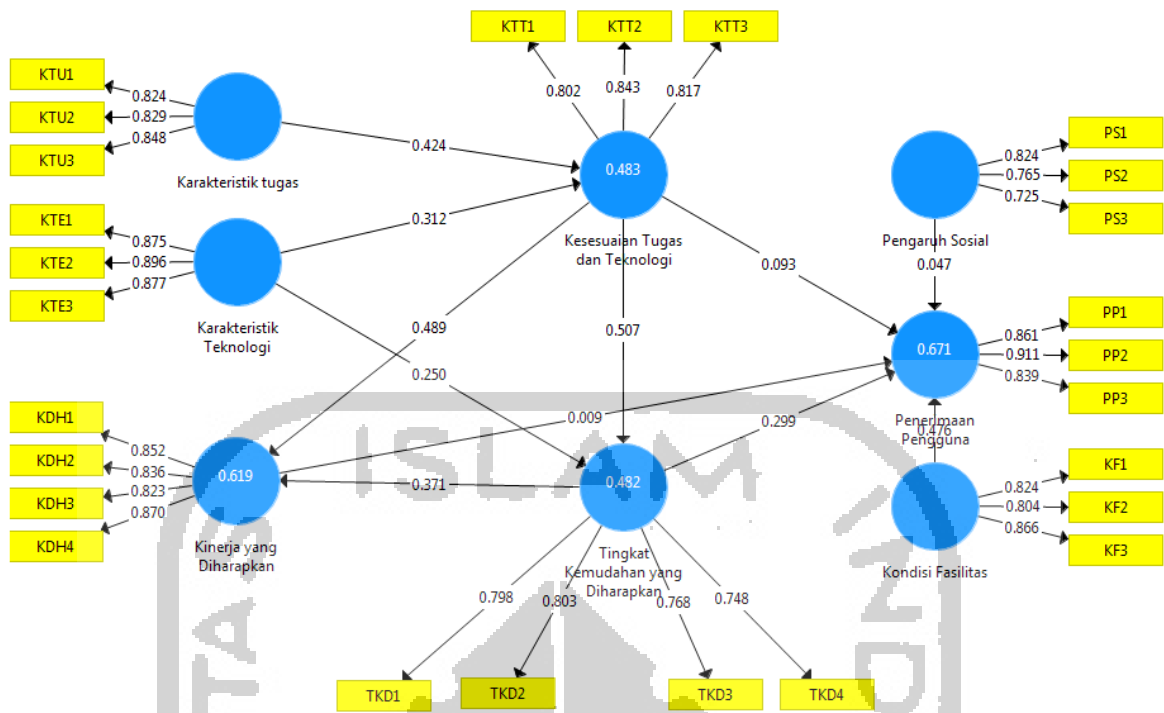 KTT1
KTT2
KTT3
0.802
0.843
0.817
KTU1
KTU2
KTU3
0.824
0.829
0.848
Karakteristik tugas
0.424
0.483
Kesesuaian Tugas
dan Teknologi
PS1
PS2
PS3
0.824
0.765
0.725
Pengaruh Sosial
0.047
KTE1
KTE2
KTE3
0.875
0.896
0.877
Karakteristik
Teknologi
0.312
0.093
0.489
0.507
0.250
0.671
PP1
PP2
PP3
0.861
0.911
0.839
Penerimaan
Pengguna
0.476
0.009
0.299
KDH1
KDH2
KDH3
KDH4
0.852
0.836
0.823
0.870
0.619
Kinerja yang
Diharapkan
0.371
0.482
Tingkat
Kemudahan yang
Diharapkan
KF1
KF2
KF3
0.824
0.804
0.866
Kondisi Fasilitas
0.798
0.803
0.768
0.748
TKD1
TKD2
TKD3
TKD4
ISLAM
TAS